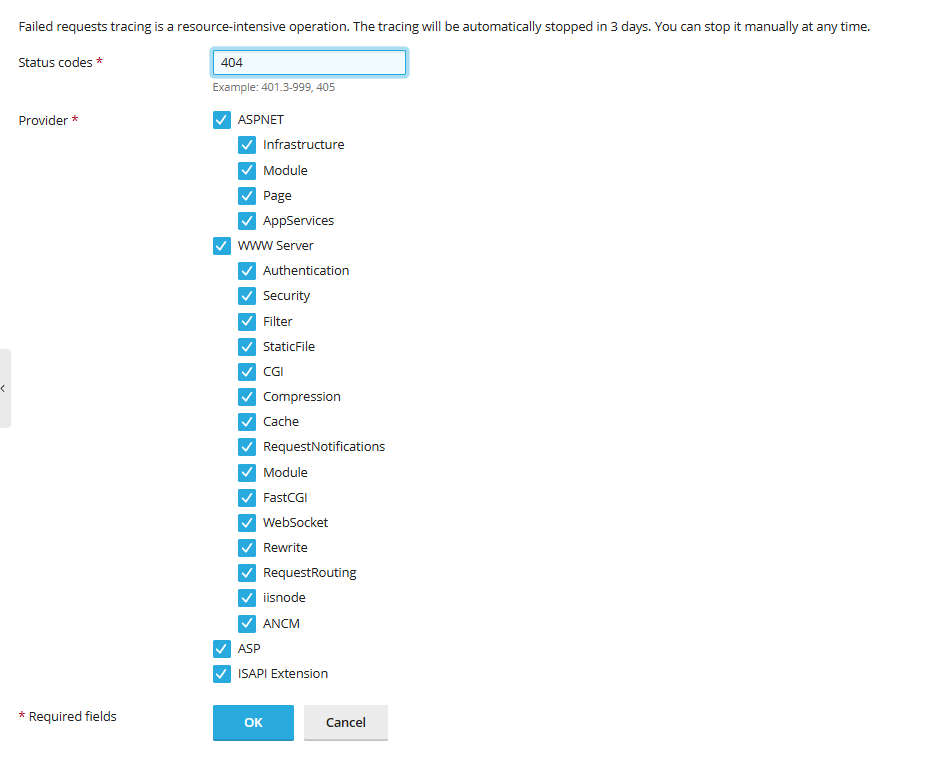 Failed requests tracing is a resource-intensive operation. The tracing will be automatically stopped in 3 days. You can stop it manually at any time.
Status codes * 404
Example: 401.3-999, 405
Provider * ASPNET
Infrastructure
Module
Page
AppServices
WWW Server
Authentication
Security
Filter
StaticFile
CGI
Compression
Cache
RequestNotifications
Module
FastCGI
WebSocket
Rewrite
RequestRouting
iisnode
ANCM
ASP
ISAPI Extension
* Required fields OK Cancel